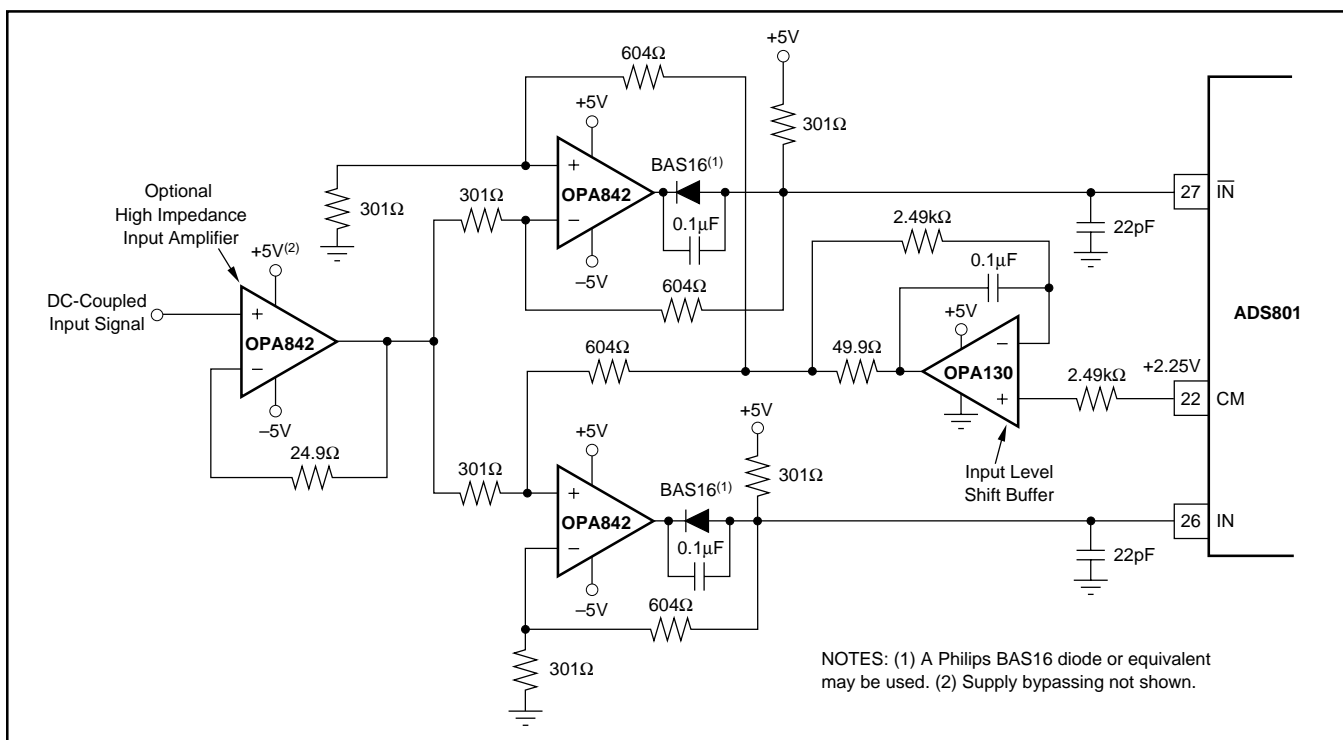 604Ω
+5V
+5V
301Ω
BAS16(1)
+
OPA842
–
0.1µF
–5V
301Ω
301Ω
604Ω
27
IN
22pF
2.49kΩ
0.1µF
Optional
High Impedance
Input Amplifier
+5V(2)
DC-Coupled
Input Signal
+
OPA842
–
–5V
24.9Ω
604Ω
49.9Ω
+5V
–
OPA130
+
2.49kΩ
+2.25V
22
CM
ADS801
Input Level
Shift Buffer
301Ω
+5V
+5V
301Ω
BAS16(1)
+
OPA842
–
0.1µF
–5V
604Ω
301Ω
26
IN
22pF
NOTES: (1) A Philips BAS16 diode or equivalent
may be used. (2) Supply bypassing not shown.